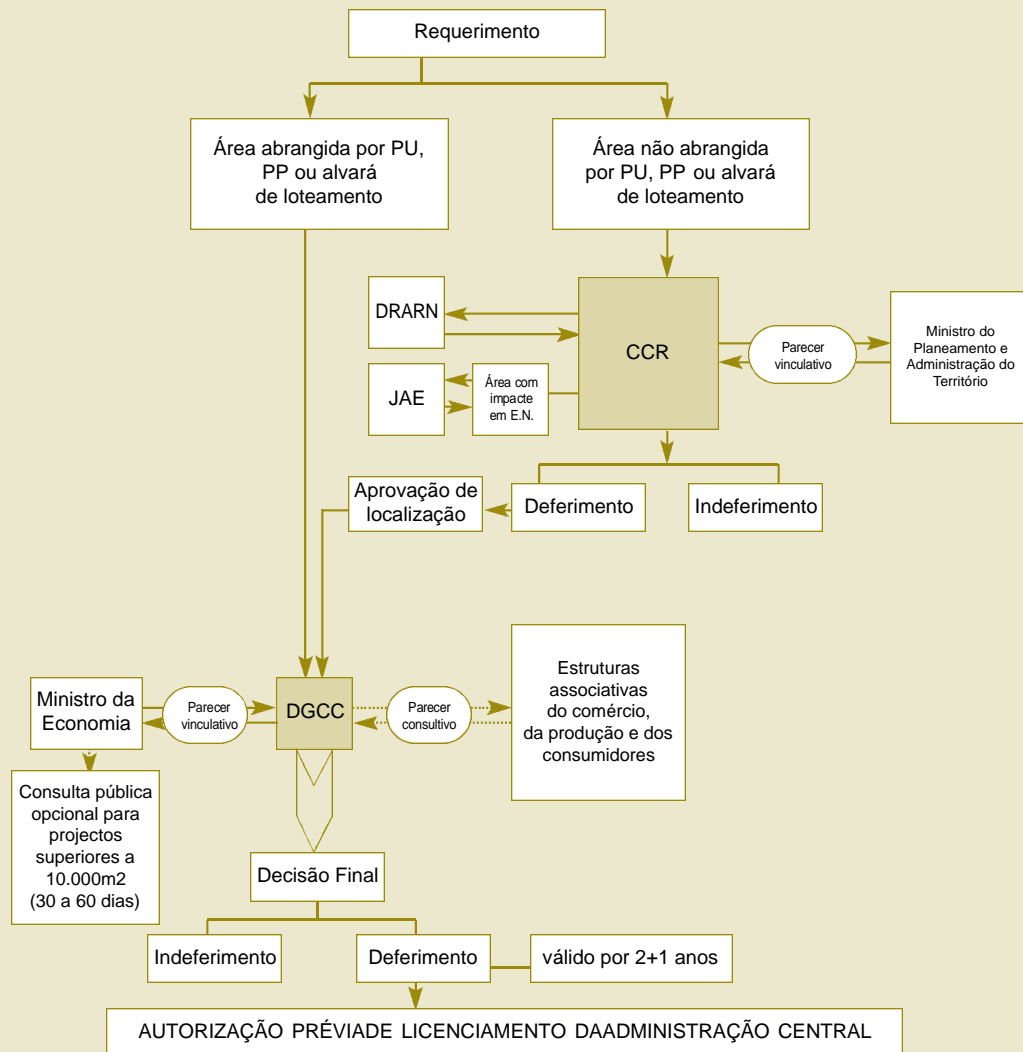 Requerimento
Área abrangida por PU,
PP ou alvará
de loteamento
Área não abrangida
por PU, PP ou alvará
de loteamento
DRARN
CCR
Parecer
vinculativo
Ministro do
Planeamento e
Administração do
Território
JAE
Área com
impacte
em E.N.
Aprovação de
localização
Deferimento
Indeferimento
Ministro da
Economia
Parecer
vinculativo
DGCC
Parecer
consultivo
Estruturas
associativas
do comércio,
da produção e dos
consumidores
Consulta pública
opcional para
projectos
superiores a
10.000m2
(30 a 60 dias)
Decisão Final
Indeferimento
Deferimento
válido por 2+1 anos
AUTORIZAÇÃO PRÉVIADE LICENCIAMENTO DAADMINISTRAÇÃO CENTRAL